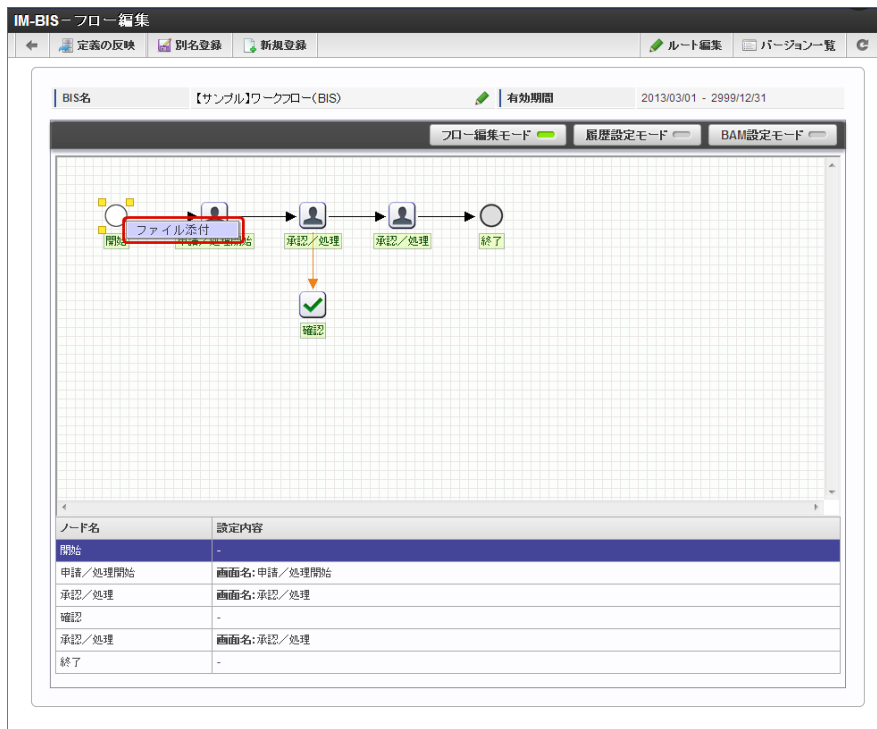 IM-BIS－フロー編集
定義の反映 別名登録 新規登録 ルート編集 バージョン一覧
BIS名 【サンプル】ワークフロー(BIS) 有効期間 2013/03/01 - 2999/12/31
フロー編集モード 履歴設定モード BAM設定モード
ファイル添付
開始 申請／処理開始 承認／処理 承認／処理 終了
確認
ノード名 設定内容
開始 -
申請／処理開始 画面名:申請／処理開始
承認／処理 画面名:承認／処理
確認 -
承認／処理 画面名:承認／処理
終了 -